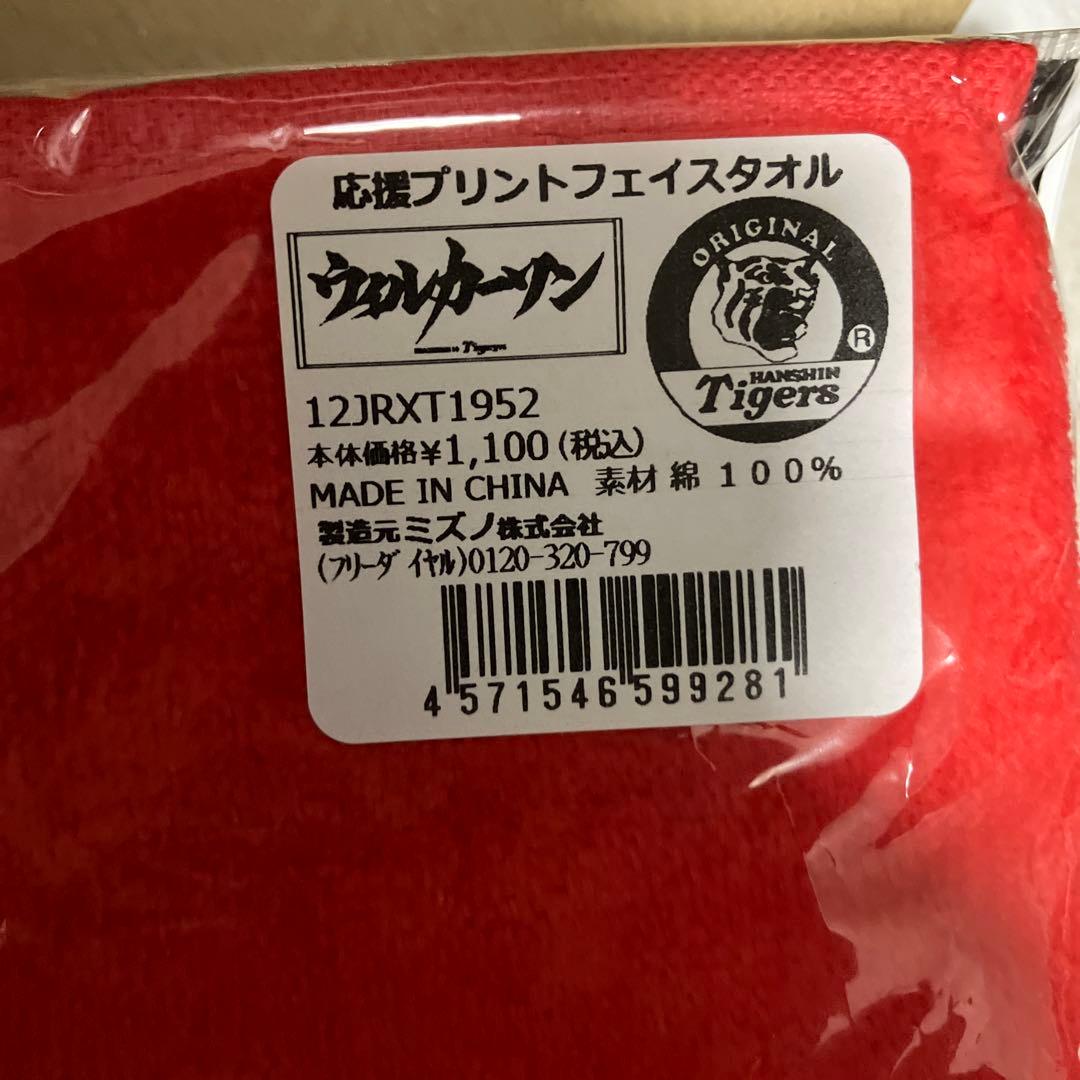 応援プリントフェイスタオル
ウィルカーソン
Tigers
ORIGINAL
HANSHIN
Tigers
®
12JRXT1952
本体価格¥1,100(税込)
MADE IN CHINA 素材 綿 100%
製造元ミズノ株式会社
(フリーダイヤル)0120-320-799
4571546599281